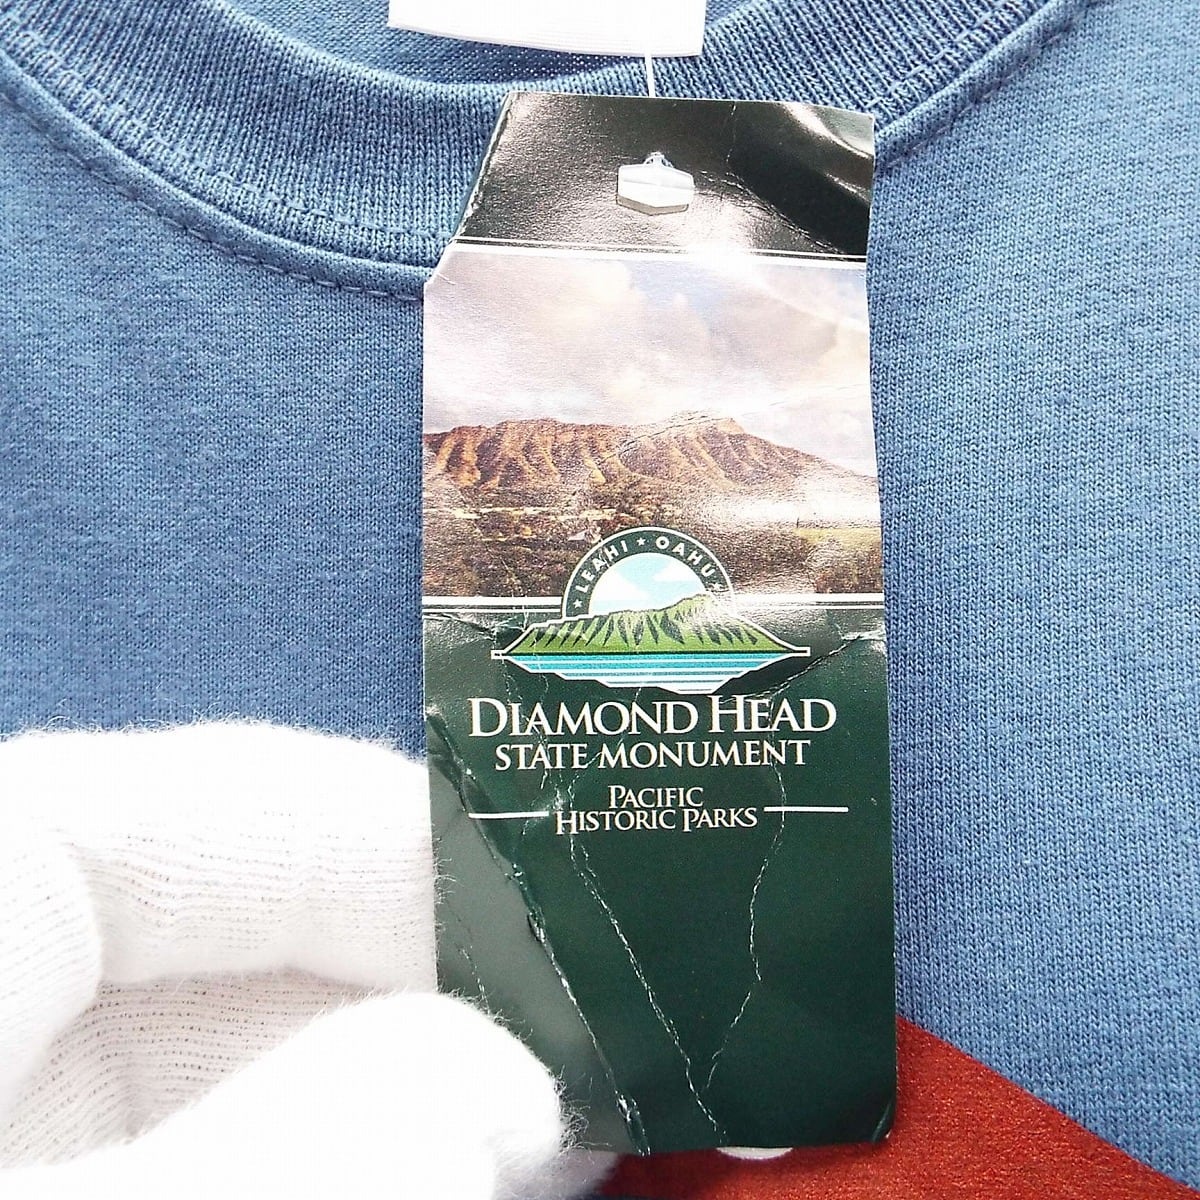 ★ LEAHI ★ OAHU ★
DIAMOND HEAD
STATE MONUMENT
PACIFIC
HISTORIC PARKS